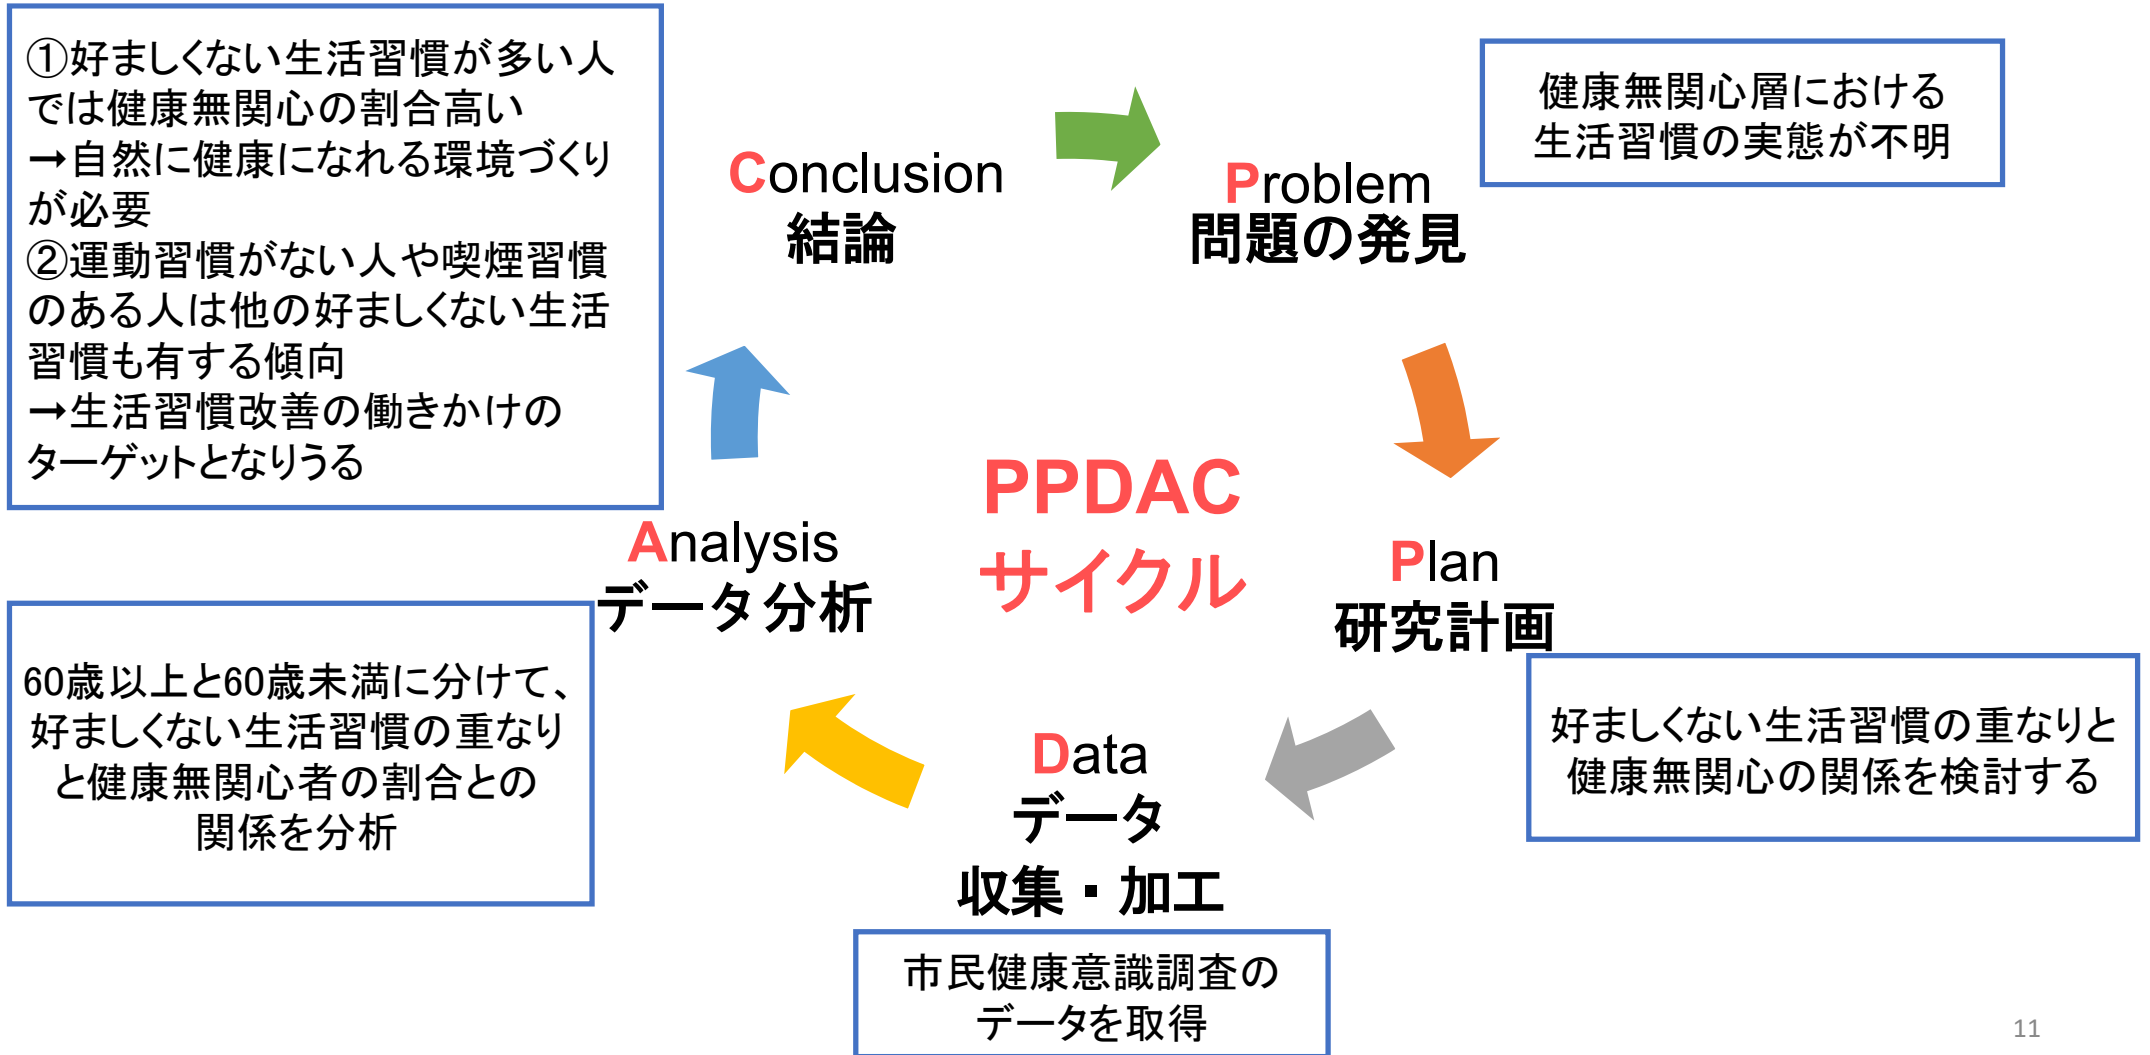 ①好ましくない生活習慣が多い人
では健康無関心の割合高い
→自然に健康になれる環境づくり
が必要
②運動習慣がない人や喫煙習慣
のある人は他の好ましくない生活
習慣も有する傾向
→生活習慣改善の働きかけの
ターゲットとなりうる
Conclusion
結論
Problem
問題の発見
健康無関心層における
生活習慣の実態が不明
PPDAC
サイクル
Analysis
データ分析
Plan
研究計画
60歳以上と60歳未満に分けて、
好ましくない生活習慣の重なり
と健康無関心者の割合との
関係を分析
好ましくない生活習慣の重なりと
健康無関心の関係を検討する
Data
データ
収集・加工
市民健康意識調査の
データを取得
11